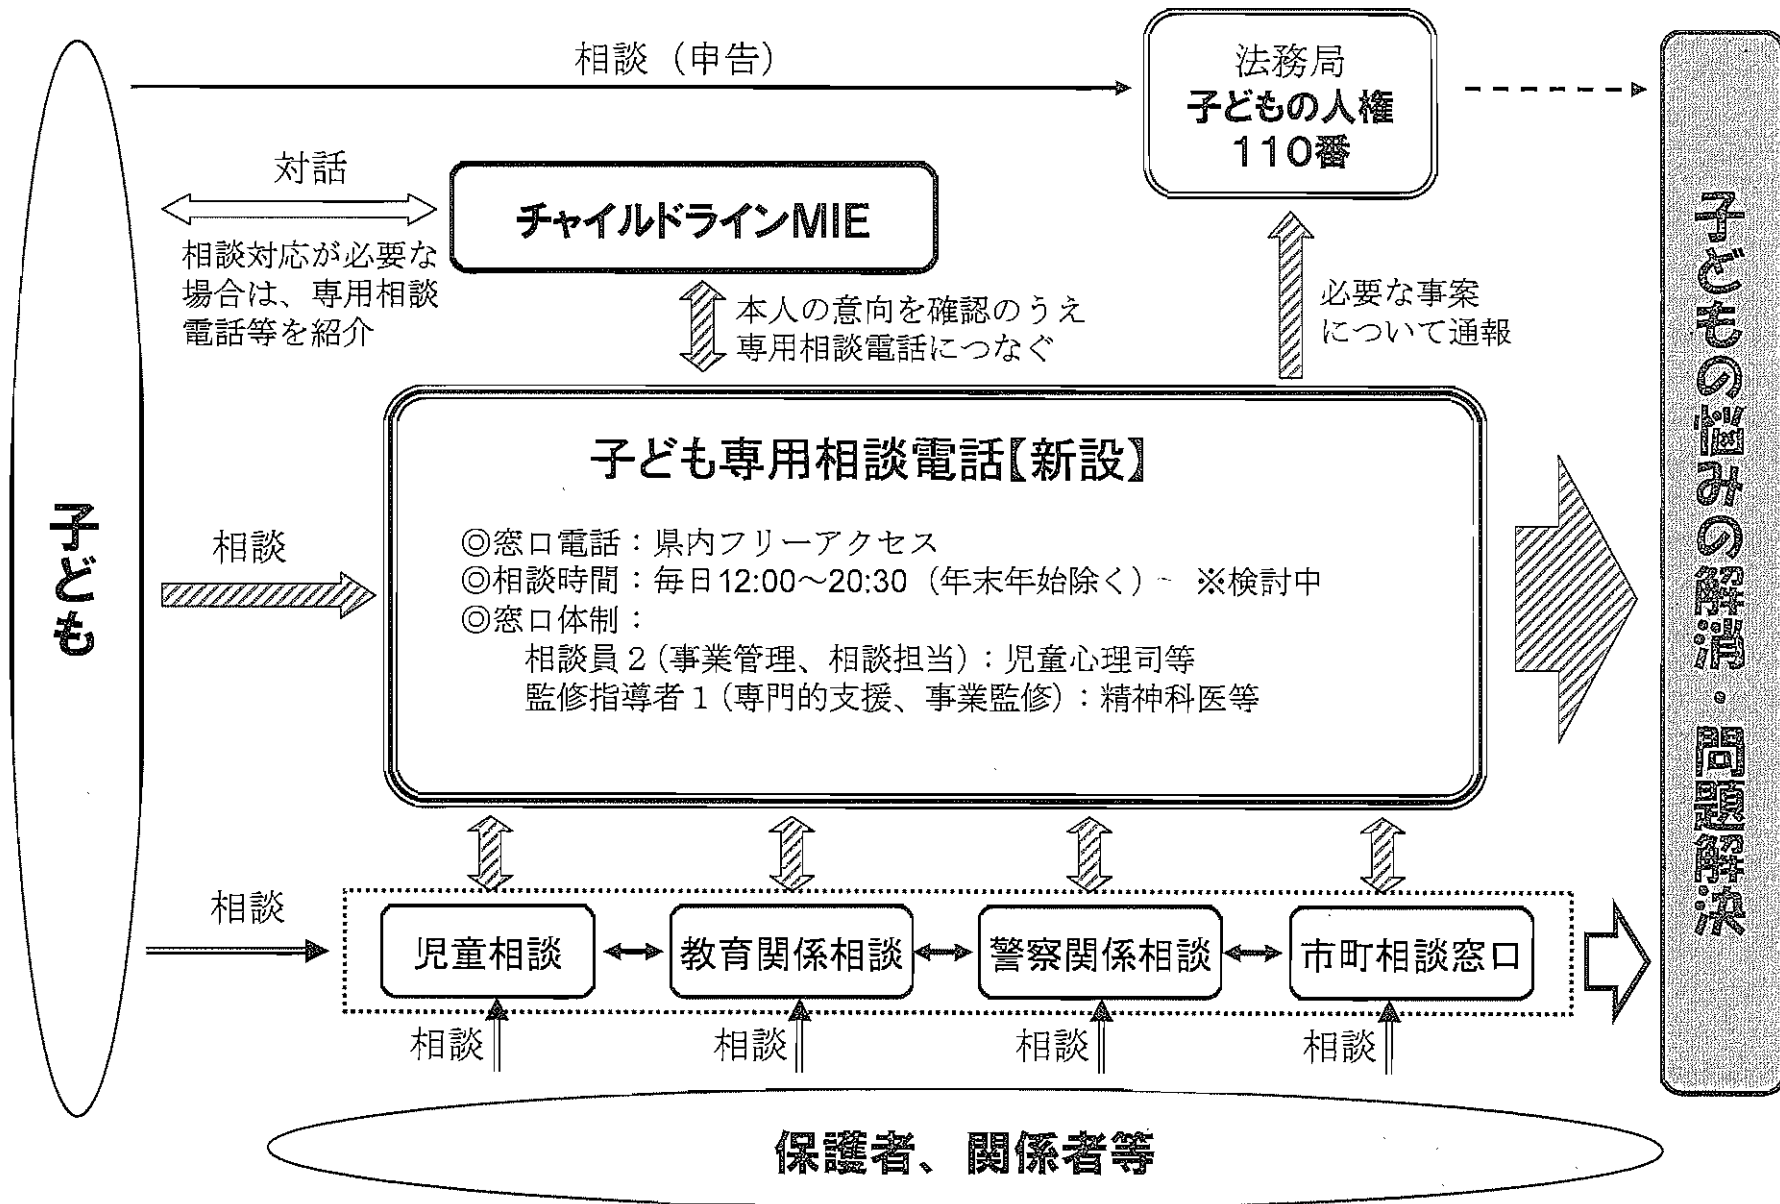 相談（申告）
法務局
子どもの人権
110番
対話
チャイルドラインMIE
相談対応が必要な
場合は、専用相談
電話等を紹介
本人の意向を確認のうえ
専用相談電話につなぐ
必要な事案
について通報
子ども
相談
子ども専用相談電話【新設】
◎窓口電話：県内フリーアクセス
◎相談時間：毎日12:00～20:30（年末年始除く） ※検討中
◎窓口体制：
相談員２（事業管理、相談担当）：児童心理司等
監修指導者１（専門的支援、事業監修）：精神科医等
子どもの悩みの解消・問題解決
相談
児童相談
教育関係相談
警察関係相談
市町相談窓口
相談
相談
相談
相談
保護者、関係者等